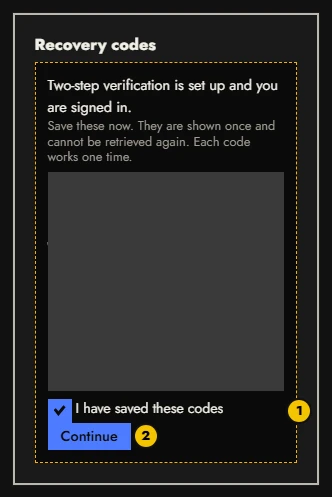 Recovery codes
Two-step verification is set up and you
are signed in.
Save these now. They are shown once and
cannot be retrieved again. Each code
works one time.
I have saved these codes
1
Continue
2